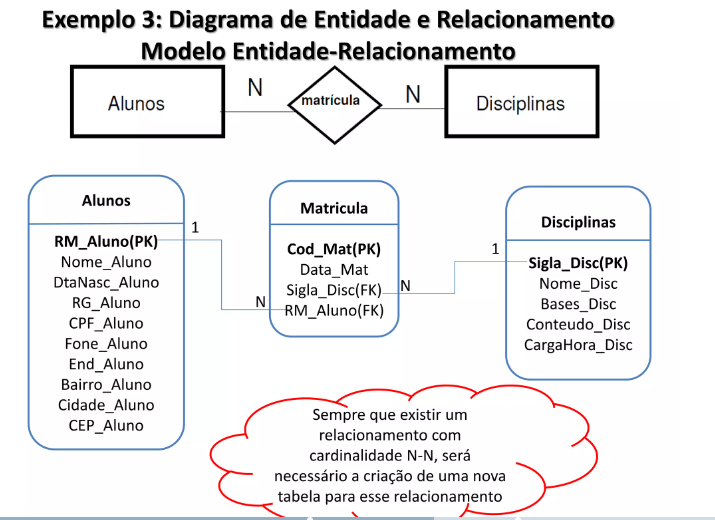 Exemplo 3: Diagrama de Entidade e Relacionamento
Modelo Entidade-Relacionamento
Alunos
N
matrícula
N
Disciplinas
Alunos
RM_Aluno(PK)
Nome_Aluno
DtaNasc_Aluno
RG_Aluno
CPF_Aluno
Fone_Aluno
End_Aluno
Bairro_Aluno
Cidade_Aluno
CEP_Aluno
1
N
Matricula
Cod_Mat(PK)
Data_Mat
Sigla_Disc(FK)
RM_Aluno(FK)
N
1
Disciplinas
Sigla_Disc(PK)
Nome_Disc
Bases_Disc
Conteudo_Disc
CargaHora_Disc
Sempre que existir um
relacionamento com
cardinalidade N-N, será
necessário a criação de uma nova
tabela para esse relacionamento